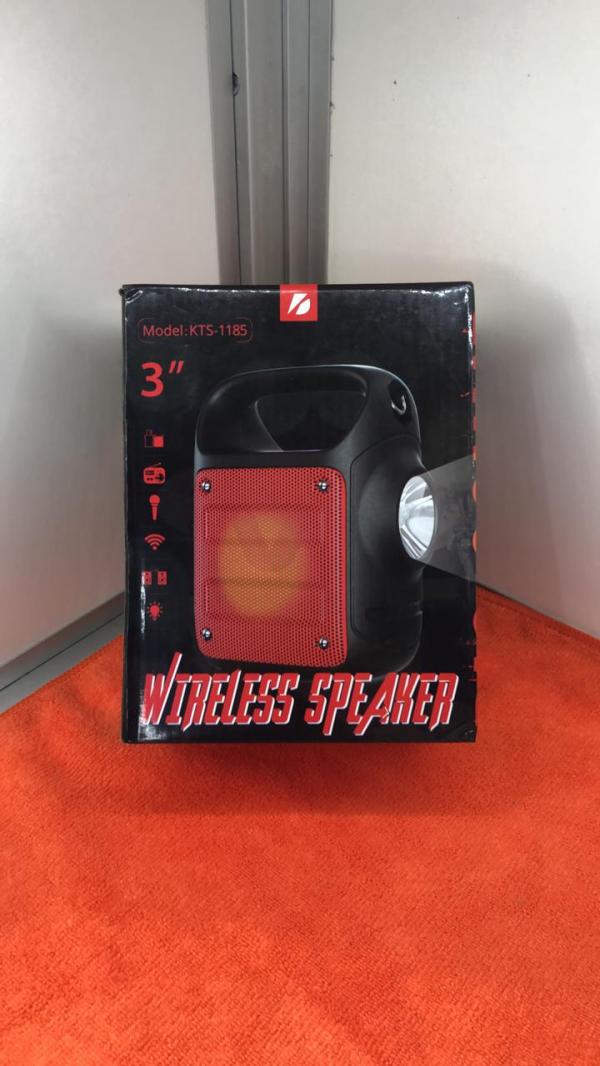 Model:KTS-1185
3"
WIRELESS SPEAKER